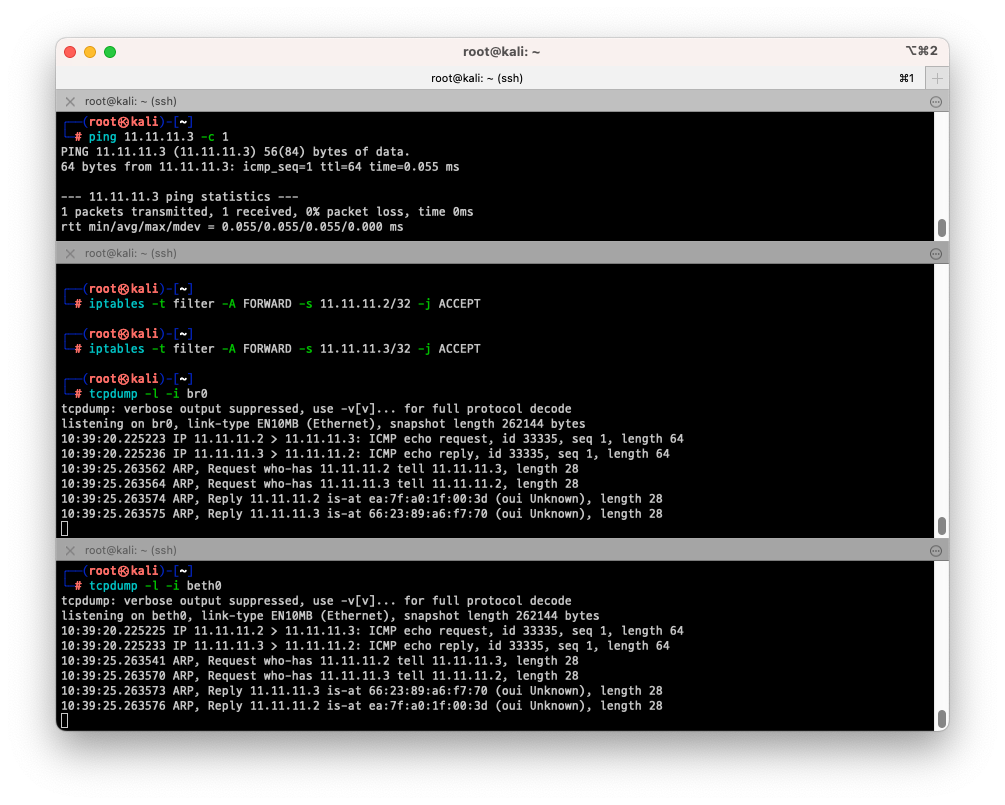 root@kali: ~
⌥⌘2
root@kali: ~ (ssh)
⌘1
root@kali: ~ (ssh)
┌──(root㉿kali)-[~]
└─# ping 11.11.11.3 -c 1
PING 11.11.11.3 (11.11.11.3) 56(84) bytes of data.
64 bytes from 11.11.11.3: icmp_seq=1 ttl=64 time=0.055 ms
--- 11.11.11.3 ping statistics ---
1 packets transmitted, 1 received, 0% packet loss, time 0ms
rtt min/avg/max/mdev = 0.055/0.055/0.055/0.000 ms
root@kali: ~ (ssh)
┌──(root㉿kali)-[~]
└─# iptables -t filter -A FORWARD -s 11.11.11.2/32 -j ACCEPT
┌──(root㉿kali)-[~]
└─# iptables -t filter -A FORWARD -s 11.11.11.3/32 -j ACCEPT
┌──(root㉿kali)-[~]
└─# tcpdump -l -i br0
tcpdump: verbose output suppressed, use -v[v]... for full protocol decode
listening on br0, link-type EN10MB (Ethernet), snapshot length 262144 bytes
10:39:20.225223 IP 11.11.11.2 > 11.11.11.3: ICMP echo request, id 33335, seq 1, length 64
10:39:20.225236 IP 11.11.11.3 > 11.11.11.2: ICMP echo reply, id 33335, seq 1, length 64
10:39:25.263562 ARP, Request who-has 11.11.11.2 tell 11.11.11.3, length 28
10:39:25.263564 ARP, Request who-has 11.11.11.3 tell 11.11.11.2, length 28
10:39:25.263574 ARP, Reply 11.11.11.2 is-at ea:7f:a0:1f:00:3d (oui Unknown), length 28
10:39:25.263575 ARP, Reply 11.11.11.3 is-at 66:23:89:a6:f7:70 (oui Unknown), length 28
root@kali: ~ (ssh)
┌──(root㉿kali)-[~]
└─# tcpdump -l -i beth0
tcpdump: verbose output suppressed, use -v[v]... for full protocol decode
listening on beth0, link-type EN10MB (Ethernet), snapshot length 262144 bytes
10:39:20.225225 IP 11.11.11.2 > 11.11.11.3: ICMP echo request, id 33335, seq 1, length 64
10:39:20.225233 IP 11.11.11.3 > 11.11.11.2: ICMP echo reply, id 33335, seq 1, length 64
10:39:25.263541 ARP, Request who-has 11.11.11.2 tell 11.11.11.3, length 28
10:39:25.263570 ARP, Request who-has 11.11.11.3 tell 11.11.11.2, length 28
10:39:25.263573 ARP, Reply 11.11.11.3 is-at 66:23:89:a6:f7:70 (oui Unknown), length 28
10:39:25.263576 ARP, Reply 11.11.11.2 is-at ea:7f:a0:1f:00:3d (oui Unknown), length 28